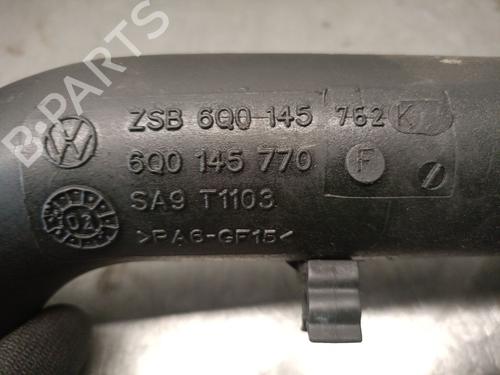 ZSB 6Q0 145 762 K
6Q0 145 770 F
SA9 T1103
02
>PA6-GF15<
B-PARTS